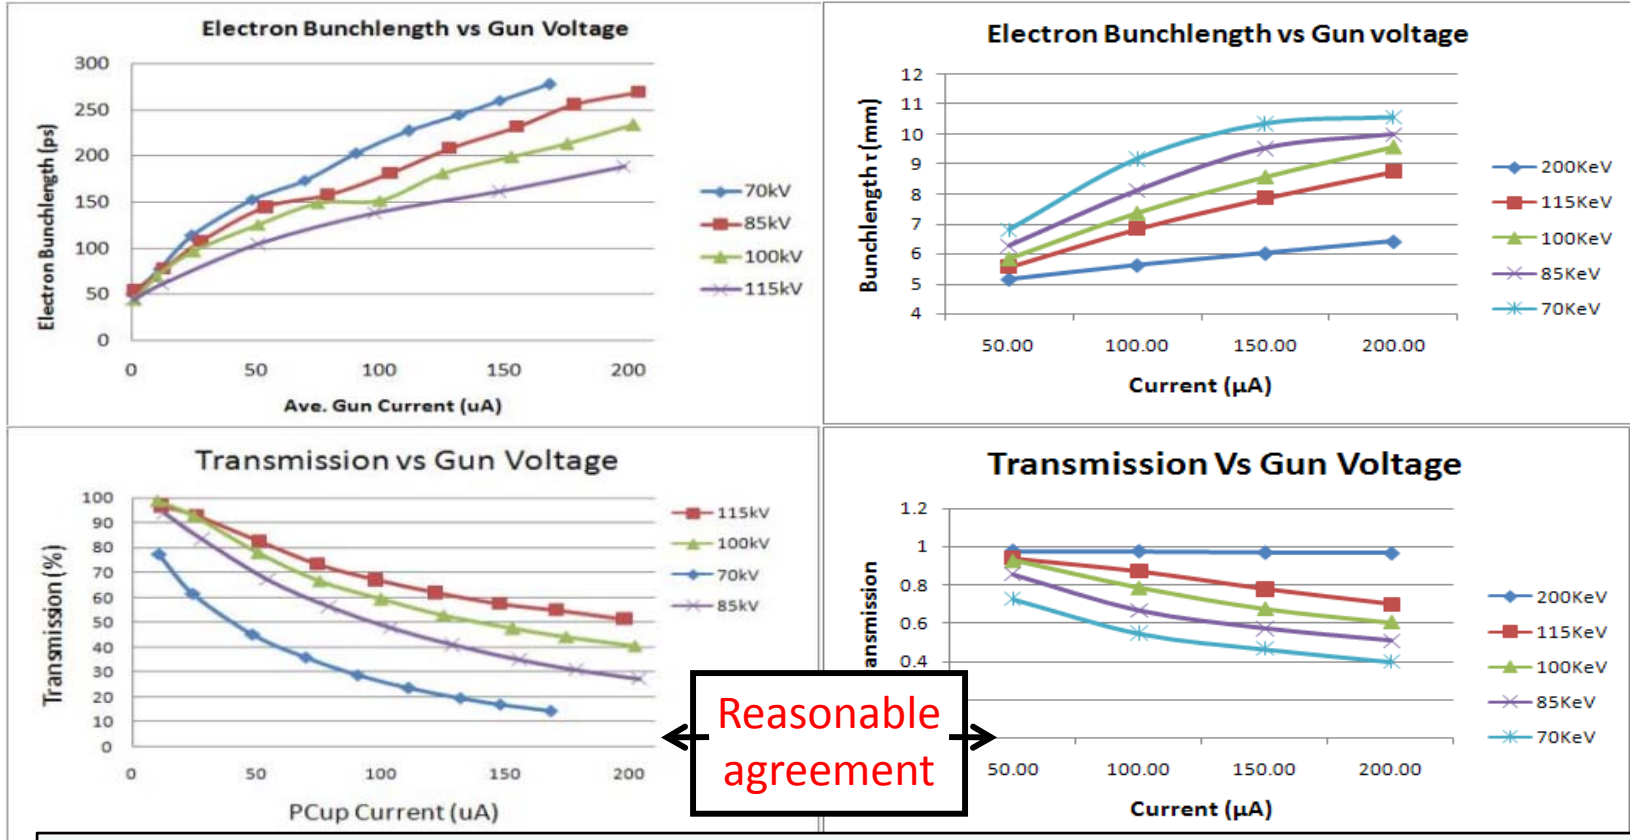 Electron Bunchlength vs Gun Voltage
300
250
200
150
100
50
0
Electron Bunchlength (ps)
0 50 100 150 200
Ave. Gun Current (uA)
70kV
85kV
100kV
115kV
Electron Bunchlength vs Gun voltage
12
11
10
9
8
7
6
5
4
Bunchlength τ (mm)
50.00 100.00 150.00 200.00
Current (µA)
200KeV
115KeV
100KeV
85KeV
70KeV
Transmission vs Gun Voltage
100
90
80
70
60
50
40
30
20
10
0
Transmission (%)
0 50 100 150 200
PCup Current (uA)
115kV
100kV
70kV
85kV
Transmission Vs Gun Voltage
1.2
1
0.8
0.6
0.4
ansmission
50.00 100.00 150.00 200.00
Current (µA)
200KeV
115KeV
100KeV
85KeV
70KeV
Reasonable
agreement